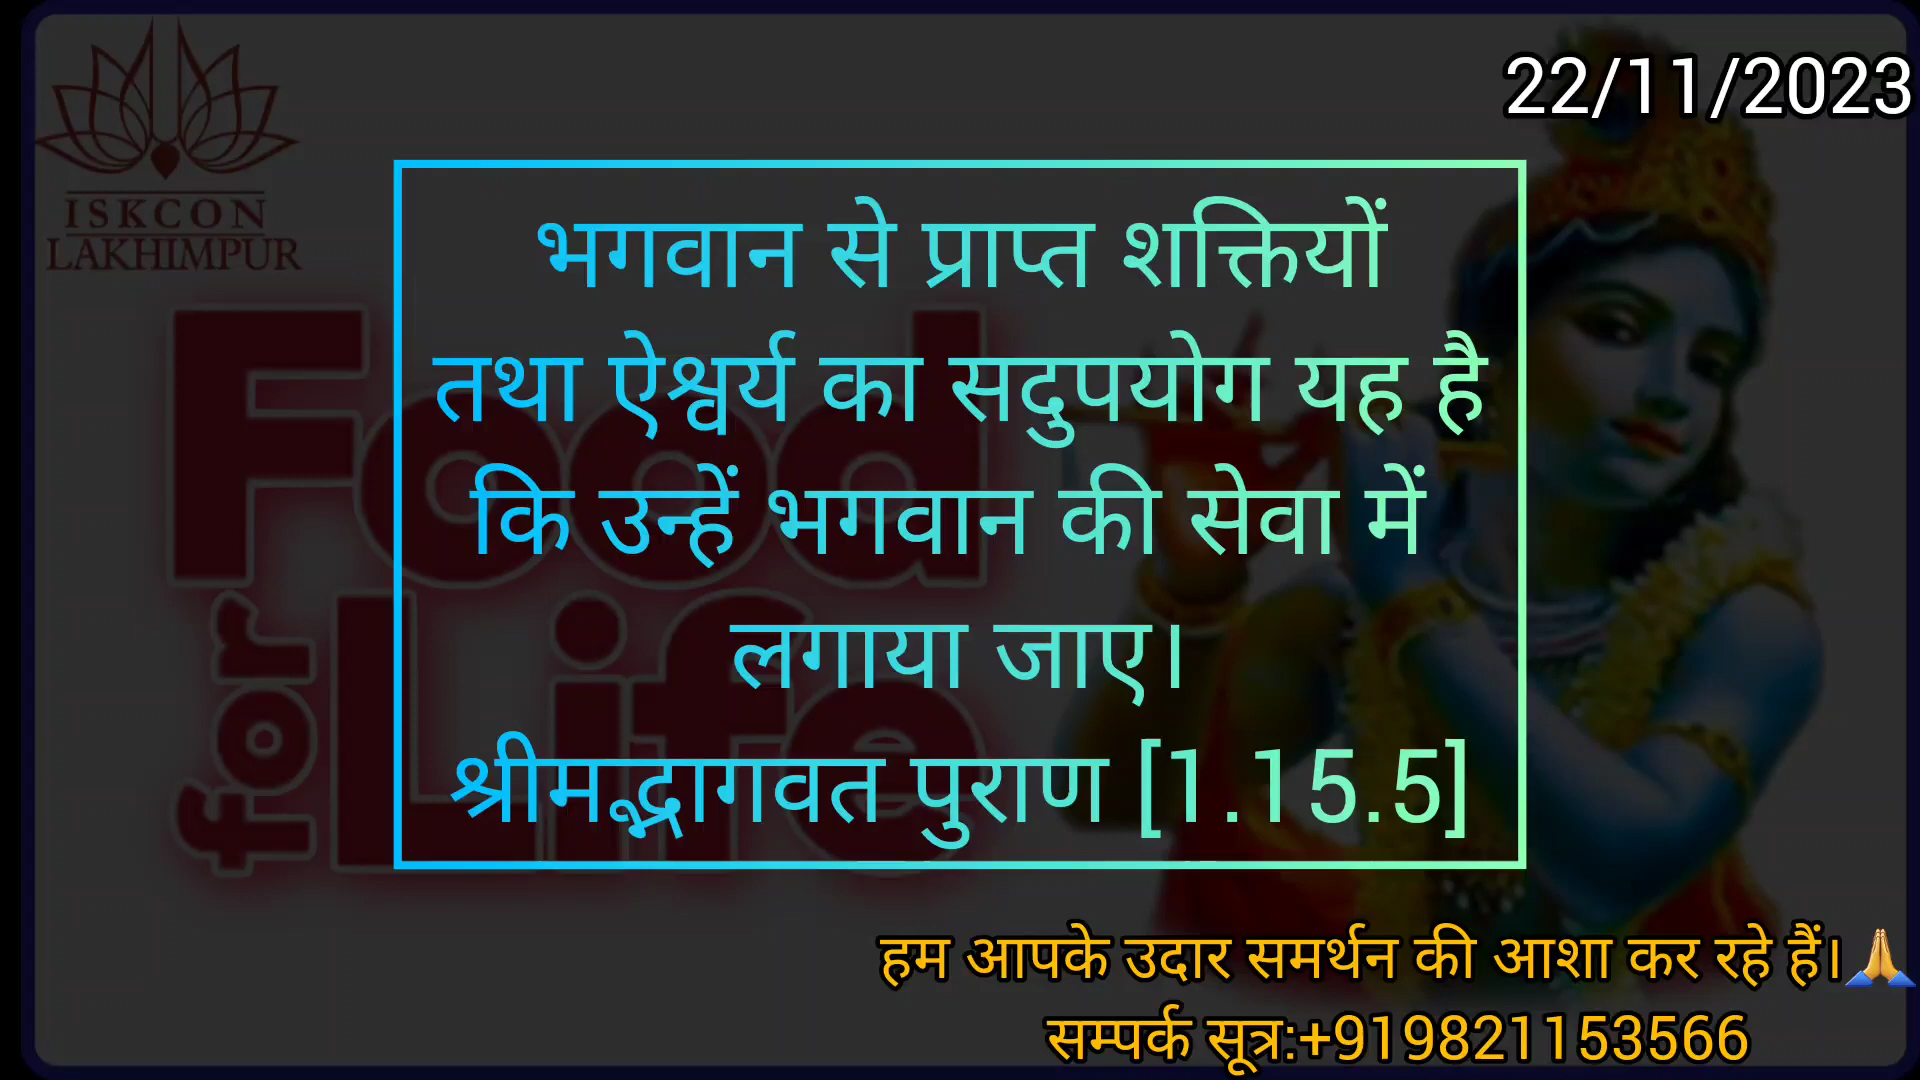 ISKCON
LAKHIMPUR
22/11/2023
Food
for
Life
भगवान से प्राप्त शक्तियों
तथा ऐश्वर्य का सदुपयोग यह है
कि उन्हें भगवान की सेवा में
लगाया जाए।
श्रीमद्भागवत पुराण [1.15.5]
हम आपके उदार समर्थन की आशा कर रहे हैं।🙏
सम्पर्क सूत्र:+919821153566